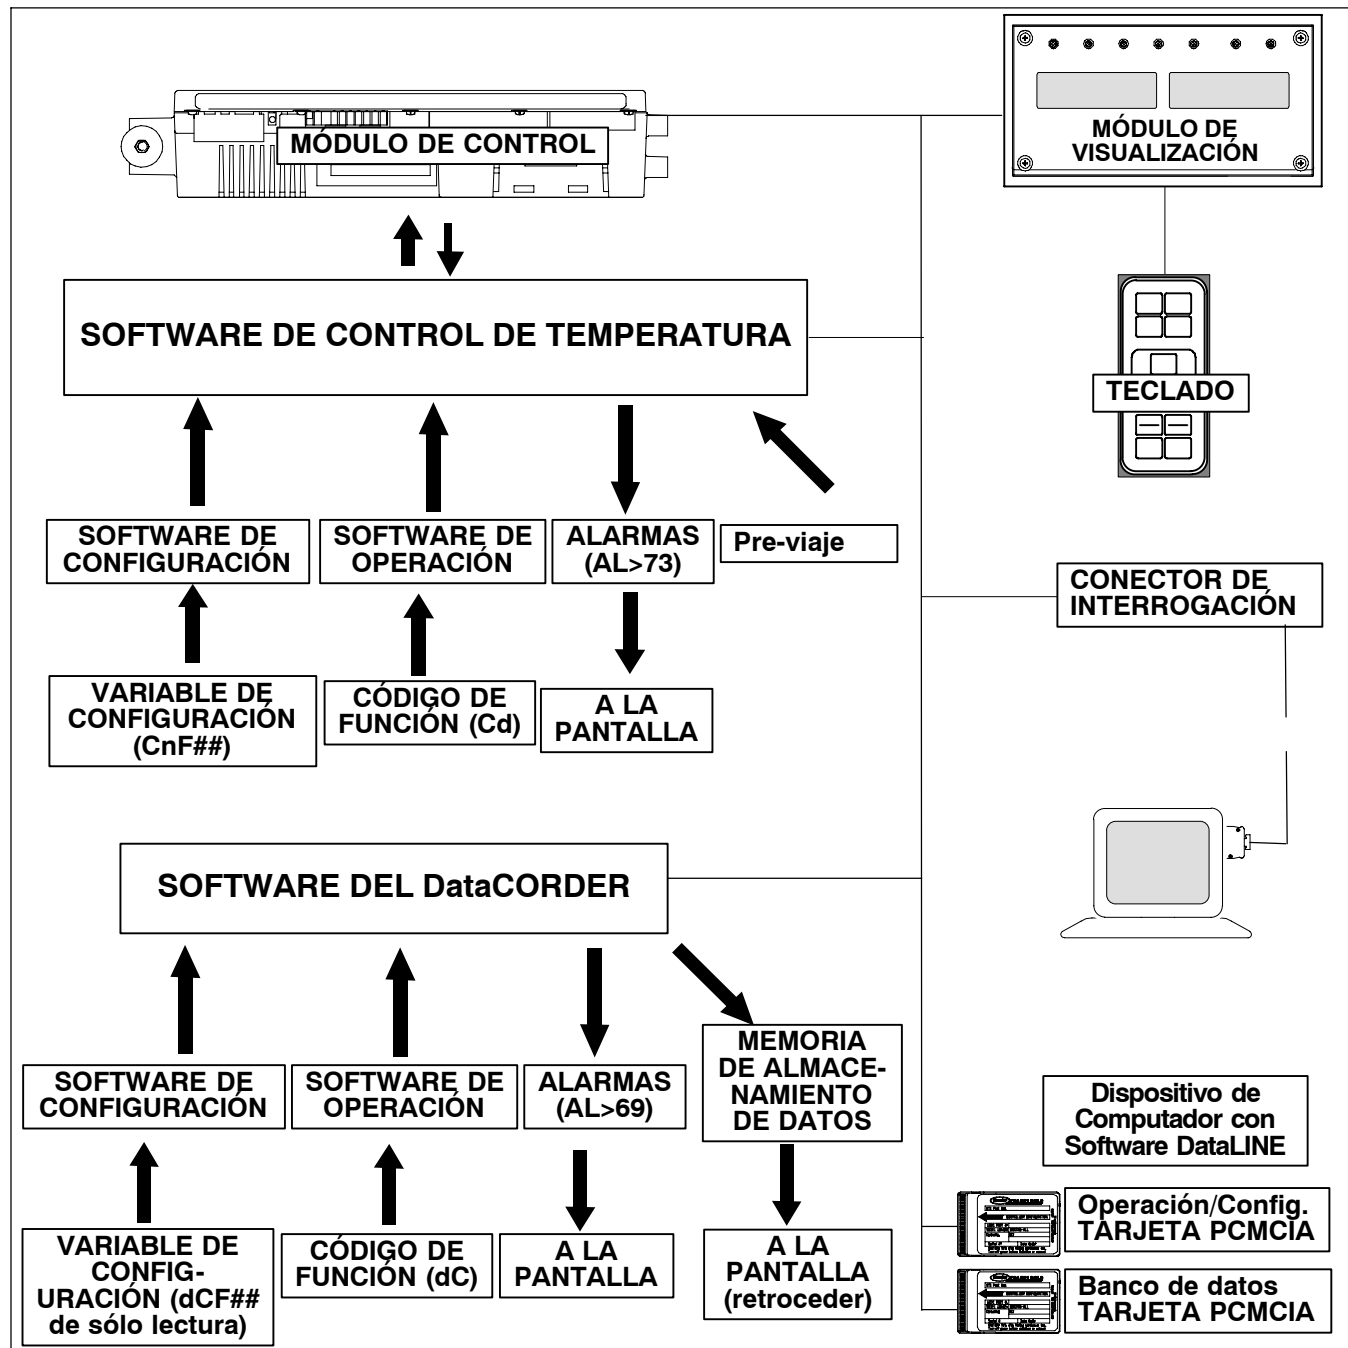 MÓDULO DE CONTROL
MÓDULO DE
VISUALIZACIÓN
SOFTWARE DE CONTROL DE TEMPERATURA
TECLADO
SOFTWARE DE
CONFIGURACIÓN
SOFTWARE DE
OPERACIÓN
ALARMAS
(AL>73)
Pre-viaje
CONECTOR DE
INTERROGACIÓN
VARIABLE DE
CONFIGURACIÓN
(CnF##)
CÓDIGO DE
FUNCIÓN (Cd)
A LA
PANTALLA
SOFTWARE DEL DataCORDER
SOFTWARE DE
CONFIGURACIÓN
SOFTWARE DE
OPERACIÓN
ALARMAS
(AL>69)
MEMORIA
DE ALMACE-
NAMIENTO
DE DATOS
Dispositivo de
Computador con
Software DataLINE
VARIABLE DE
CONFIG-
URACIÓN (dCF##
de sólo lectura)
CÓDIGO DE
FUNCIÓN (dC)
A LA
PANTALLA
A LA
PANTALLA
(retroceder)
Operación/Config.
TARJETA PCMCIA
Banco de datos
TARJETA PCMCIA